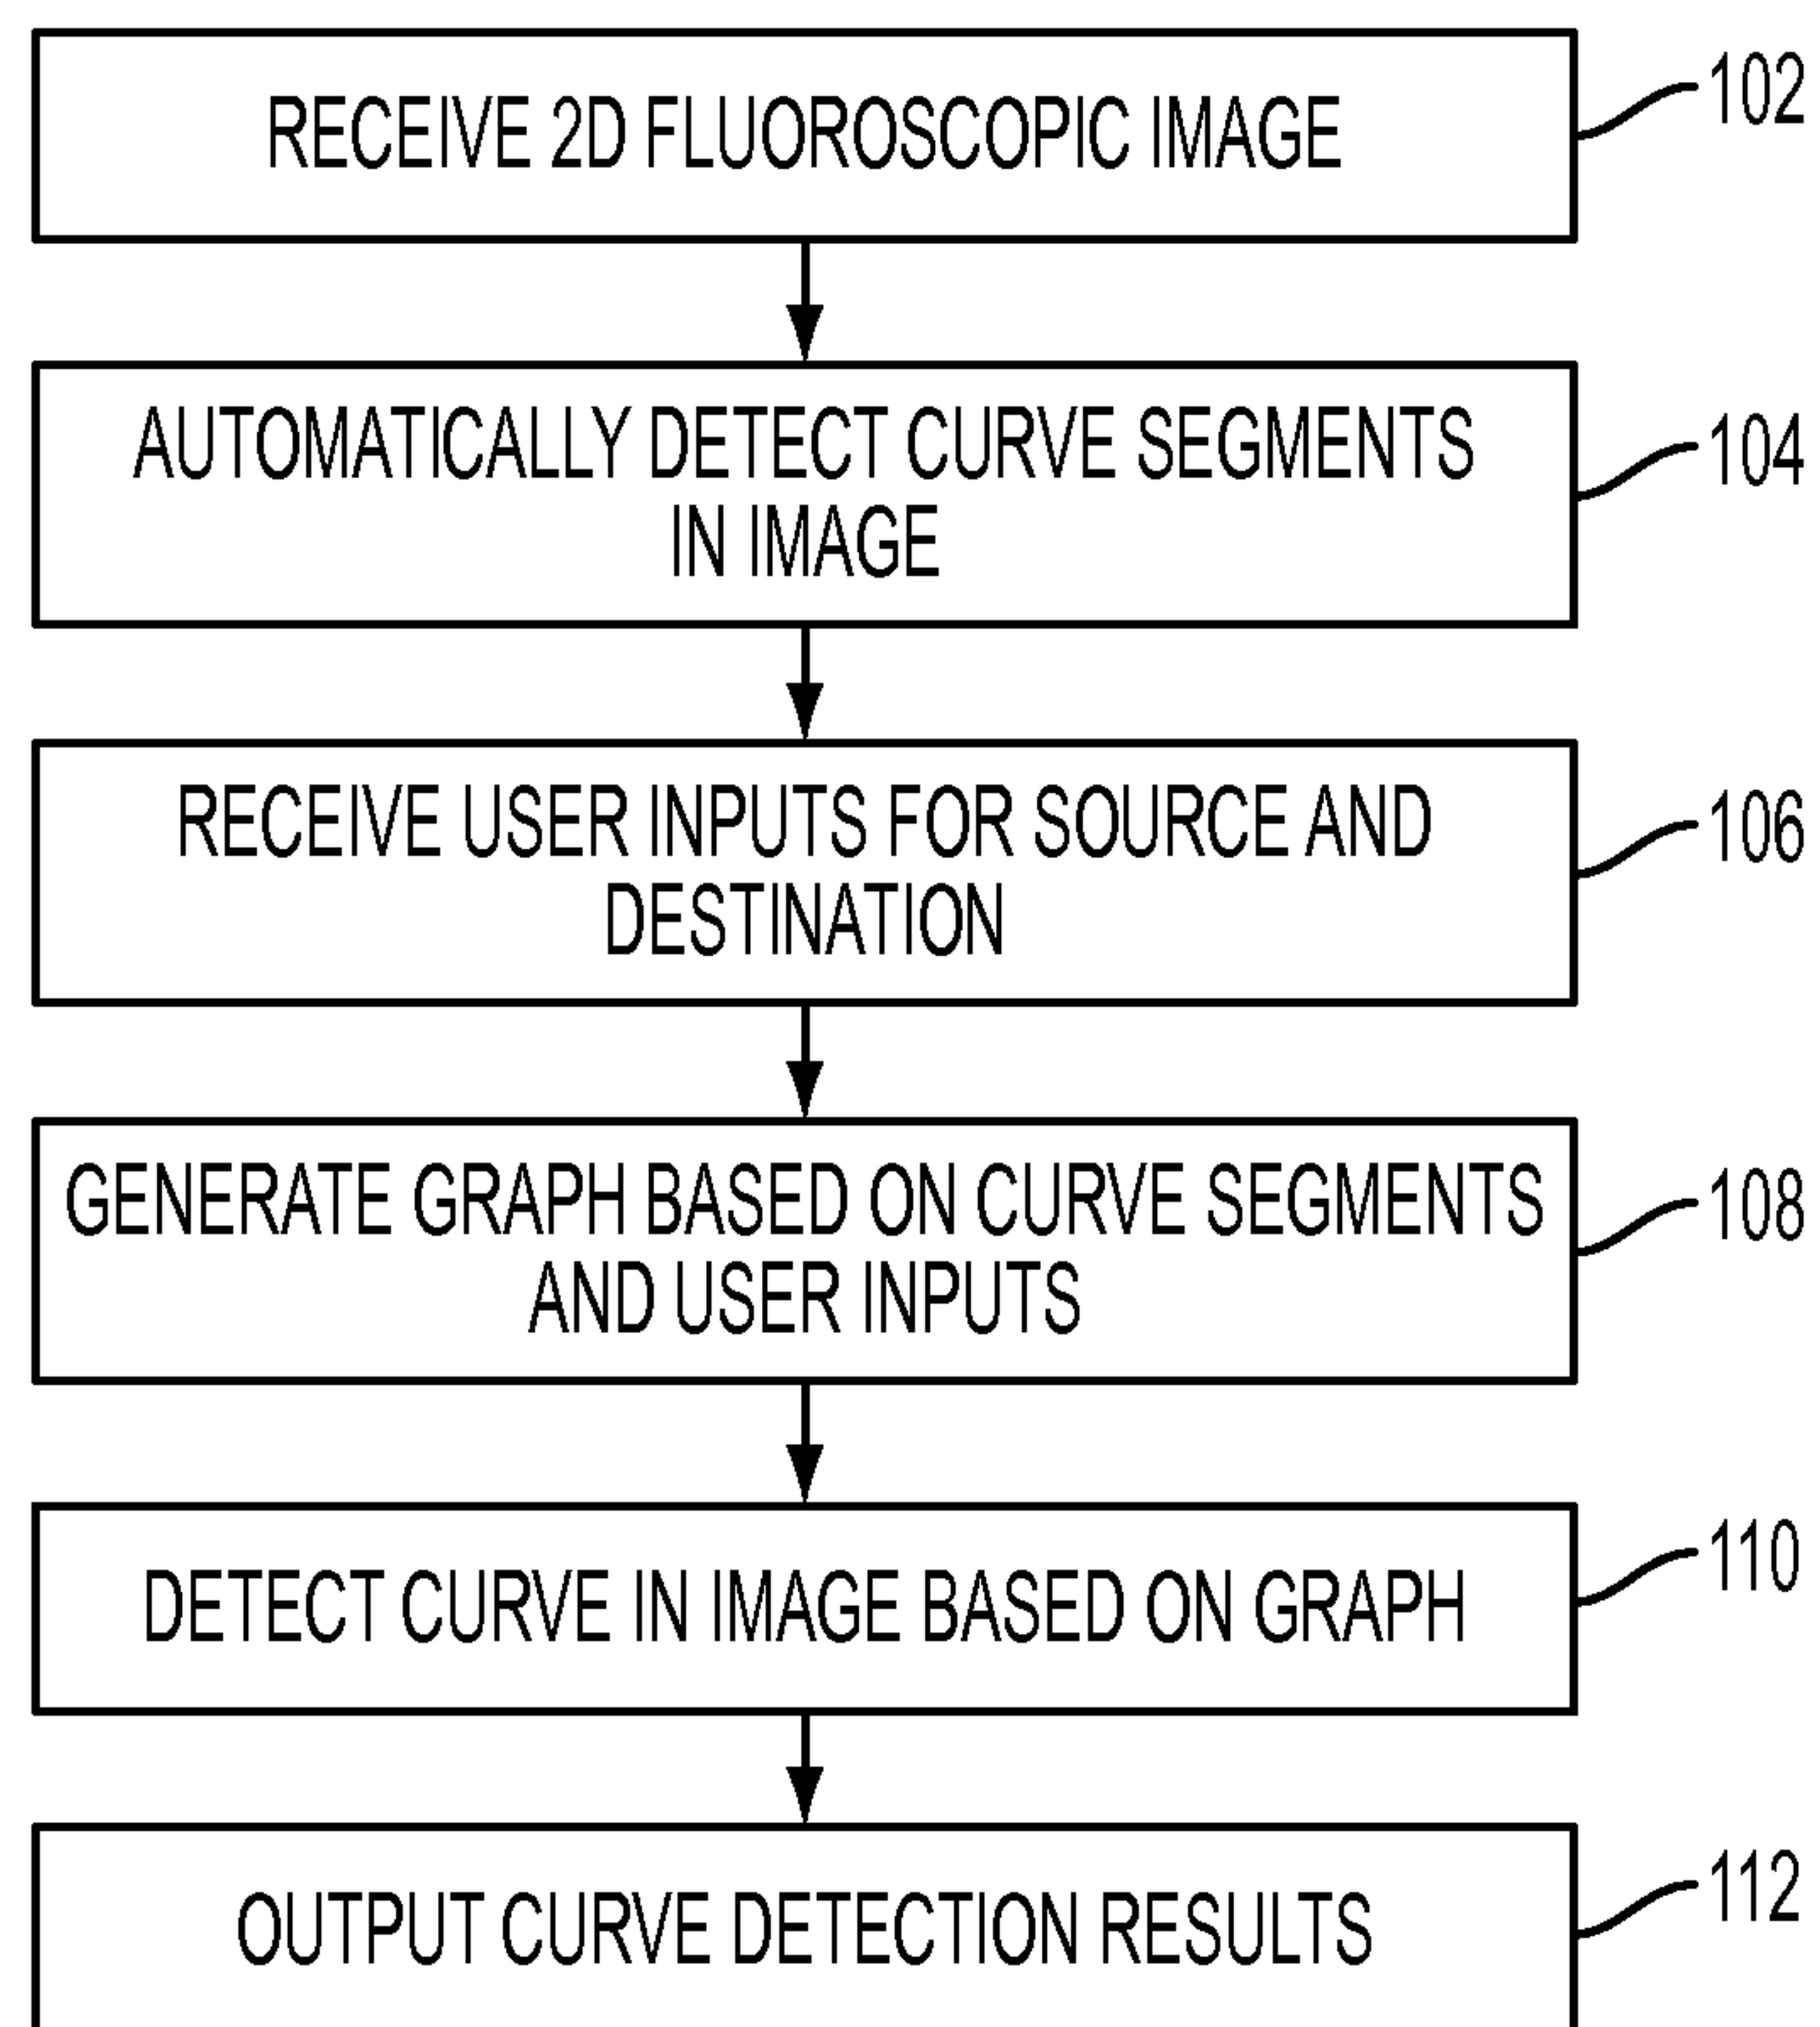 RECEIVE 2D FLUOROSCOPIC IMAGE
102
AUTOMATICALLY DETECT CURVE SEGMENTS
IN IMAGE
104
RECEIVE USER INPUTS FOR SOURCE AND
DESTINATION
106
GENERATE GRAPH BASED ON CURVE SEGMENTS
AND USER INPUTS
108
DETECT CURVE IN IMAGE BASED ON GRAPH
110
OUTPUT CURVE DETECTION RESULTS
112